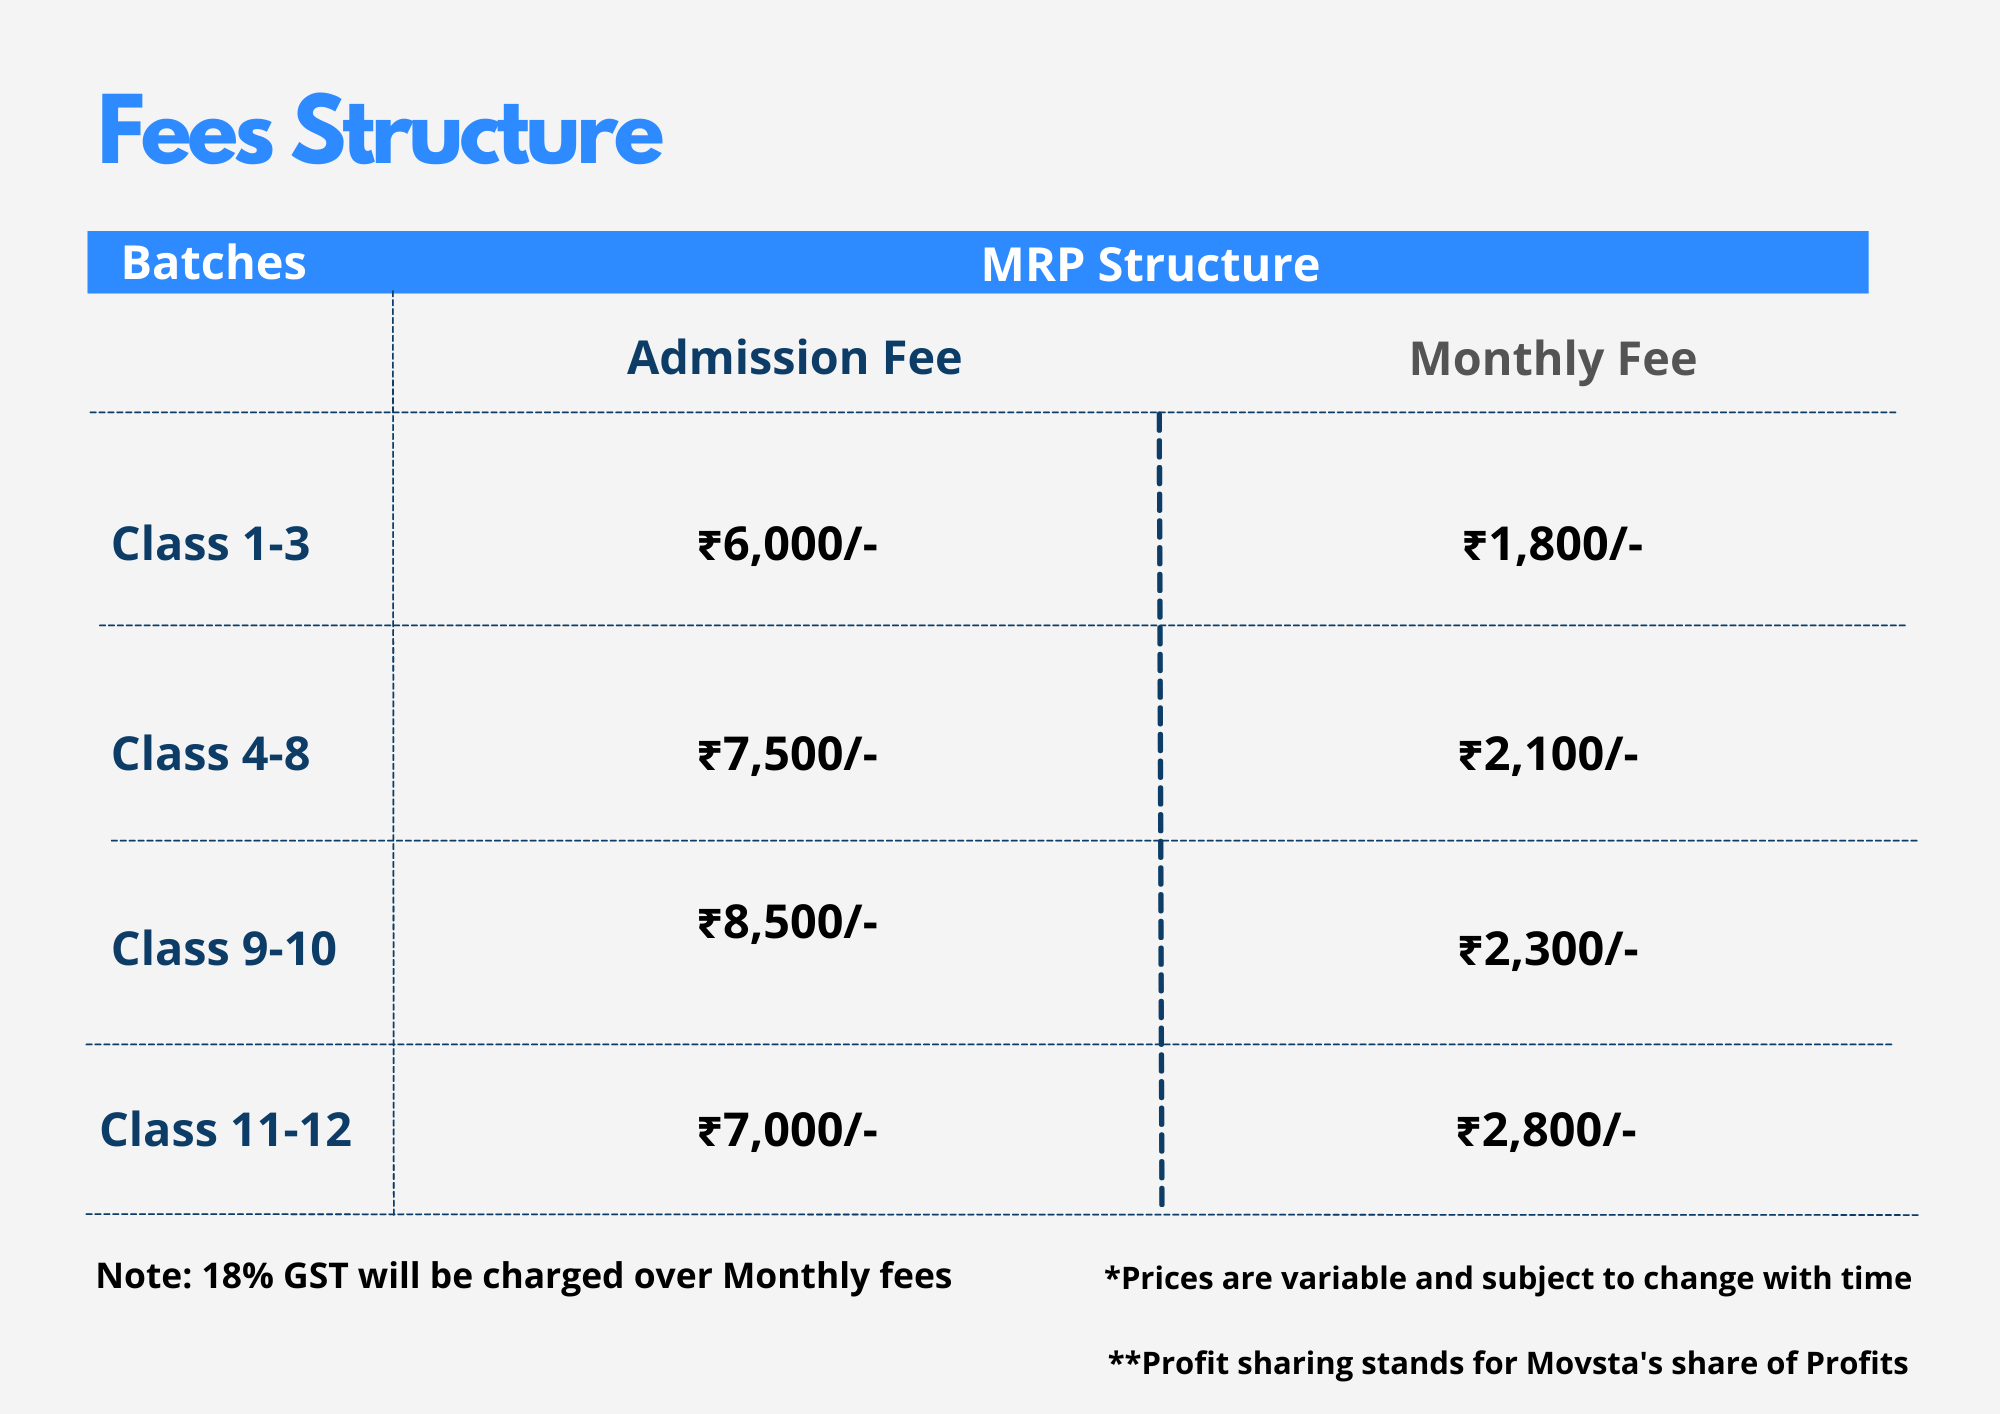 Fees Structure
Batches MRP Structure
Admission Fee Monthly Fee
Class 1-3 ₹6,000/- ₹1,800/-
Class 4-8 ₹7,500/- ₹2,100/-
Class 9-10 ₹8,500/- ₹2,300/-
Class 11-12 ₹7,000/- ₹2,800/-
Note: 18% GST will be charged over Monthly fees
*Prices are variable and subject to change with time
**Profit sharing stands for Movsta's share of Profits